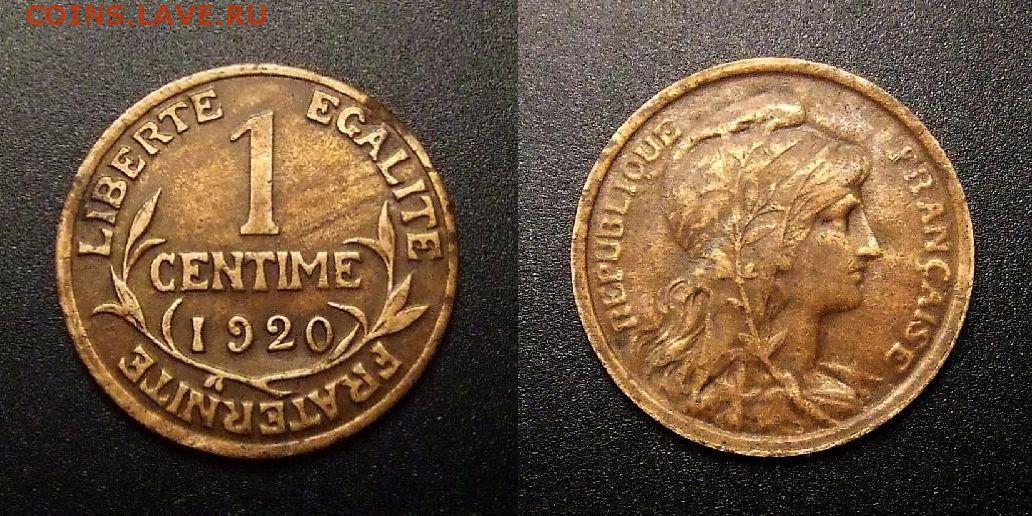 COINS.LAVE.RU
LIBERTE EGALITE
1
CENTIME
1920
FRATERNITE
REPUBLIQUE FRANÇAISE